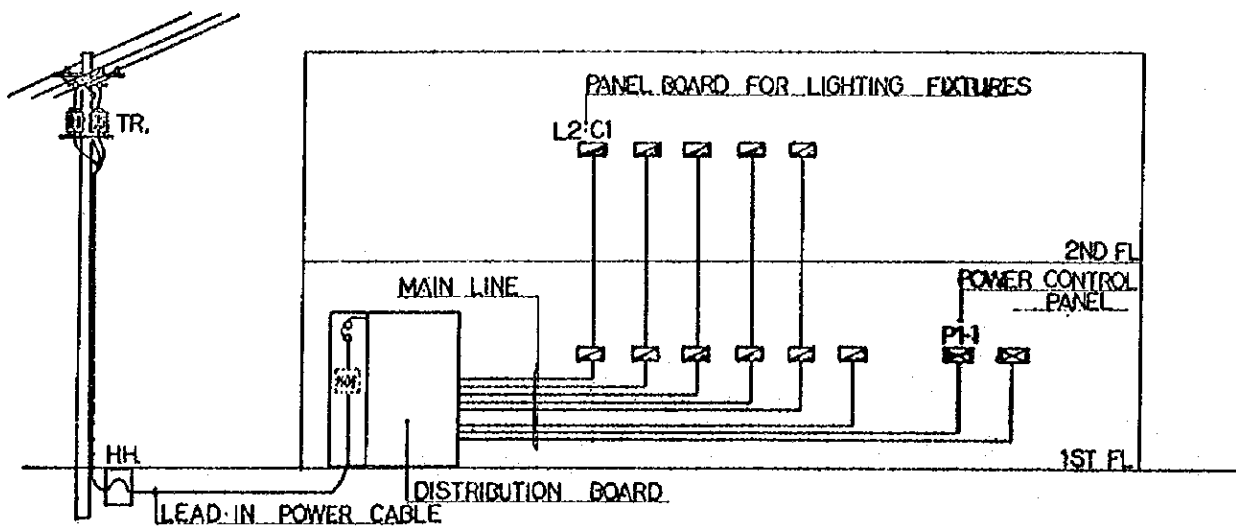 PANEL BOARD FOR LIGHTING FIXTURES
TR.
L2·C1
2ND FL
MAIN LINE
POWER CONTROL
PANEL
P1-1
HH.
1ST FL
DISTRIBUTION BOARD
LEAD-IN POWER CABLE